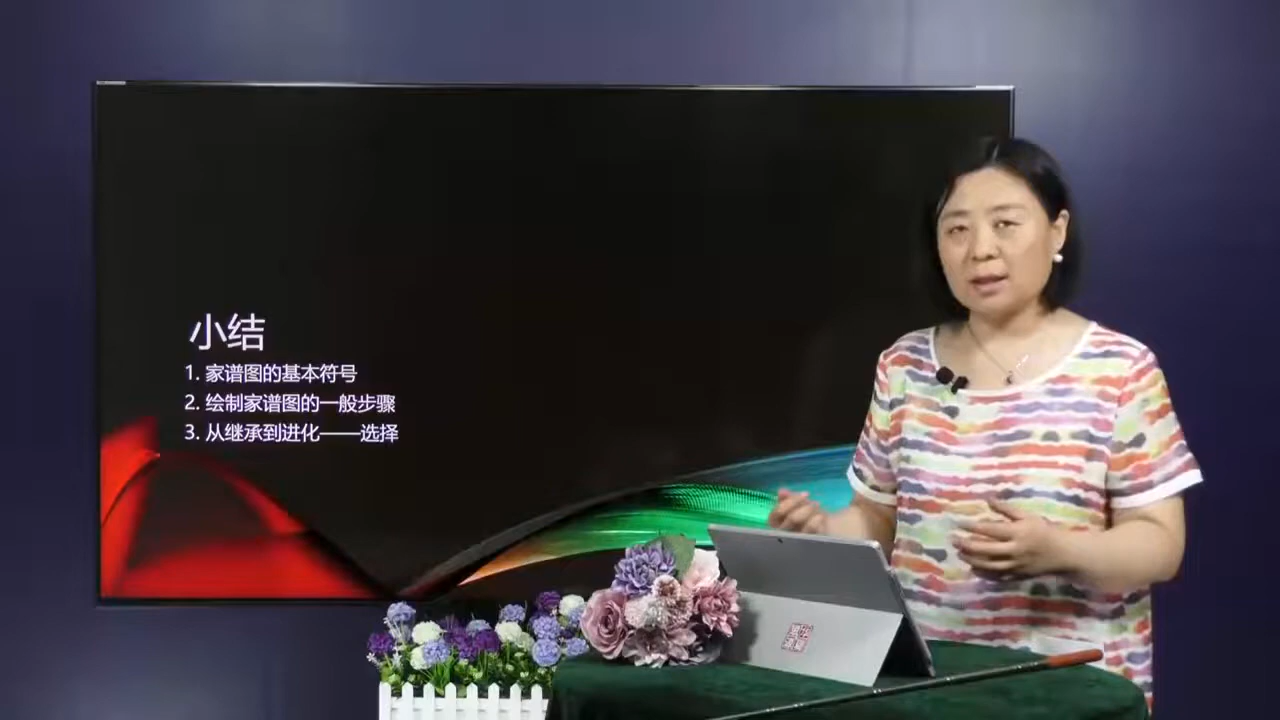 小结
1. 家谱图的基本符号
2. 绘制家谱图的一般步骤
3. 从继承到进化——选择